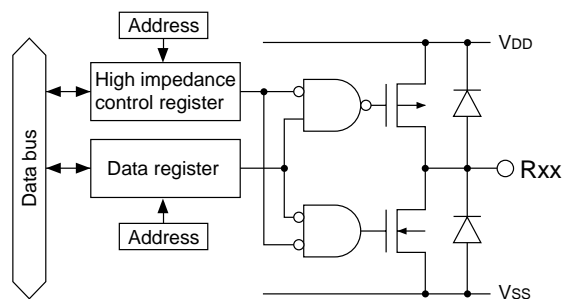 Address
VDD
High impedance
control register
Data bus
Data register
Rxx
Address
VSS